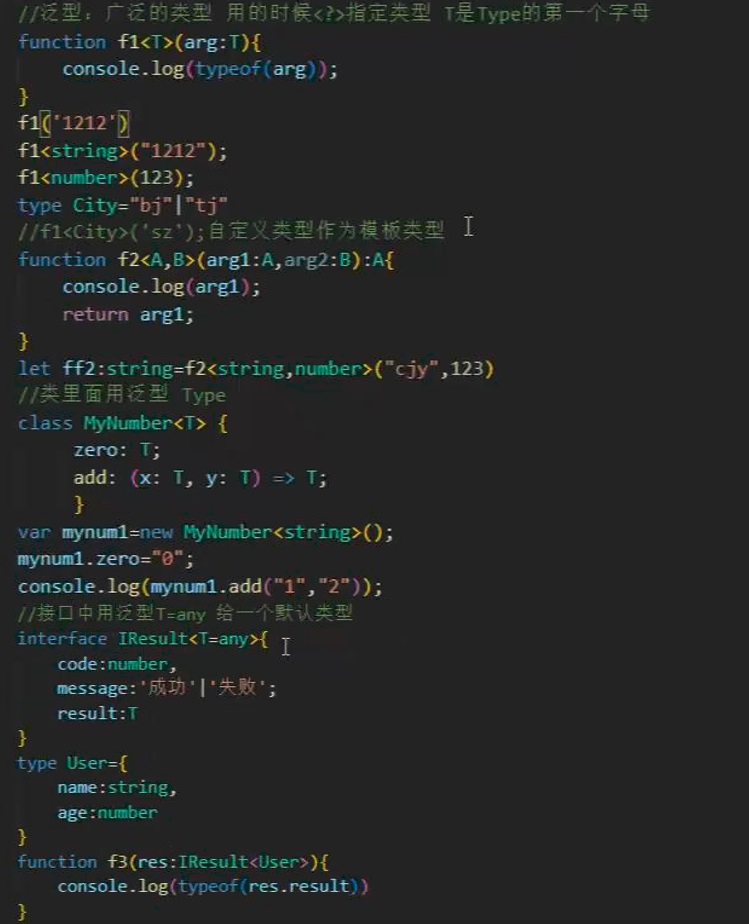 //泛型：广泛的类型 用的时候<?>指定类型 T是Type的第一个字母
function f1<T>(arg:T){
    console.log(typeof(arg));
}
f1('1212')
f1<string>("1212");
f1<number>(123);
type City="bj"|"tj"
//f1<City>('sz');自定义类型作为模板类型
function f2<A,B>(arg1:A,arg2:B):A{
    console.log(arg1);
    return arg1;
}
let ff2:string=f2<string,number>("cjy",123)
//类里面用泛型 Type
class MyNumber<T> {
     zero: T;
     add: (x: T, y: T) => T;
     }
var mynum1=new MyNumber<string>();
mynum1.zero="0";
console.log(mynum1.add("1","2"));
//接口中用泛型T=any 给一个默认类型
interface IResult<T=any>{
    code:number,
    message:'成功'|'失败';
    result:T
}
type User={
    name:string,
    age:number
}
function f3(res:IResult<User>){
    console.log(typeof(res.result))
}